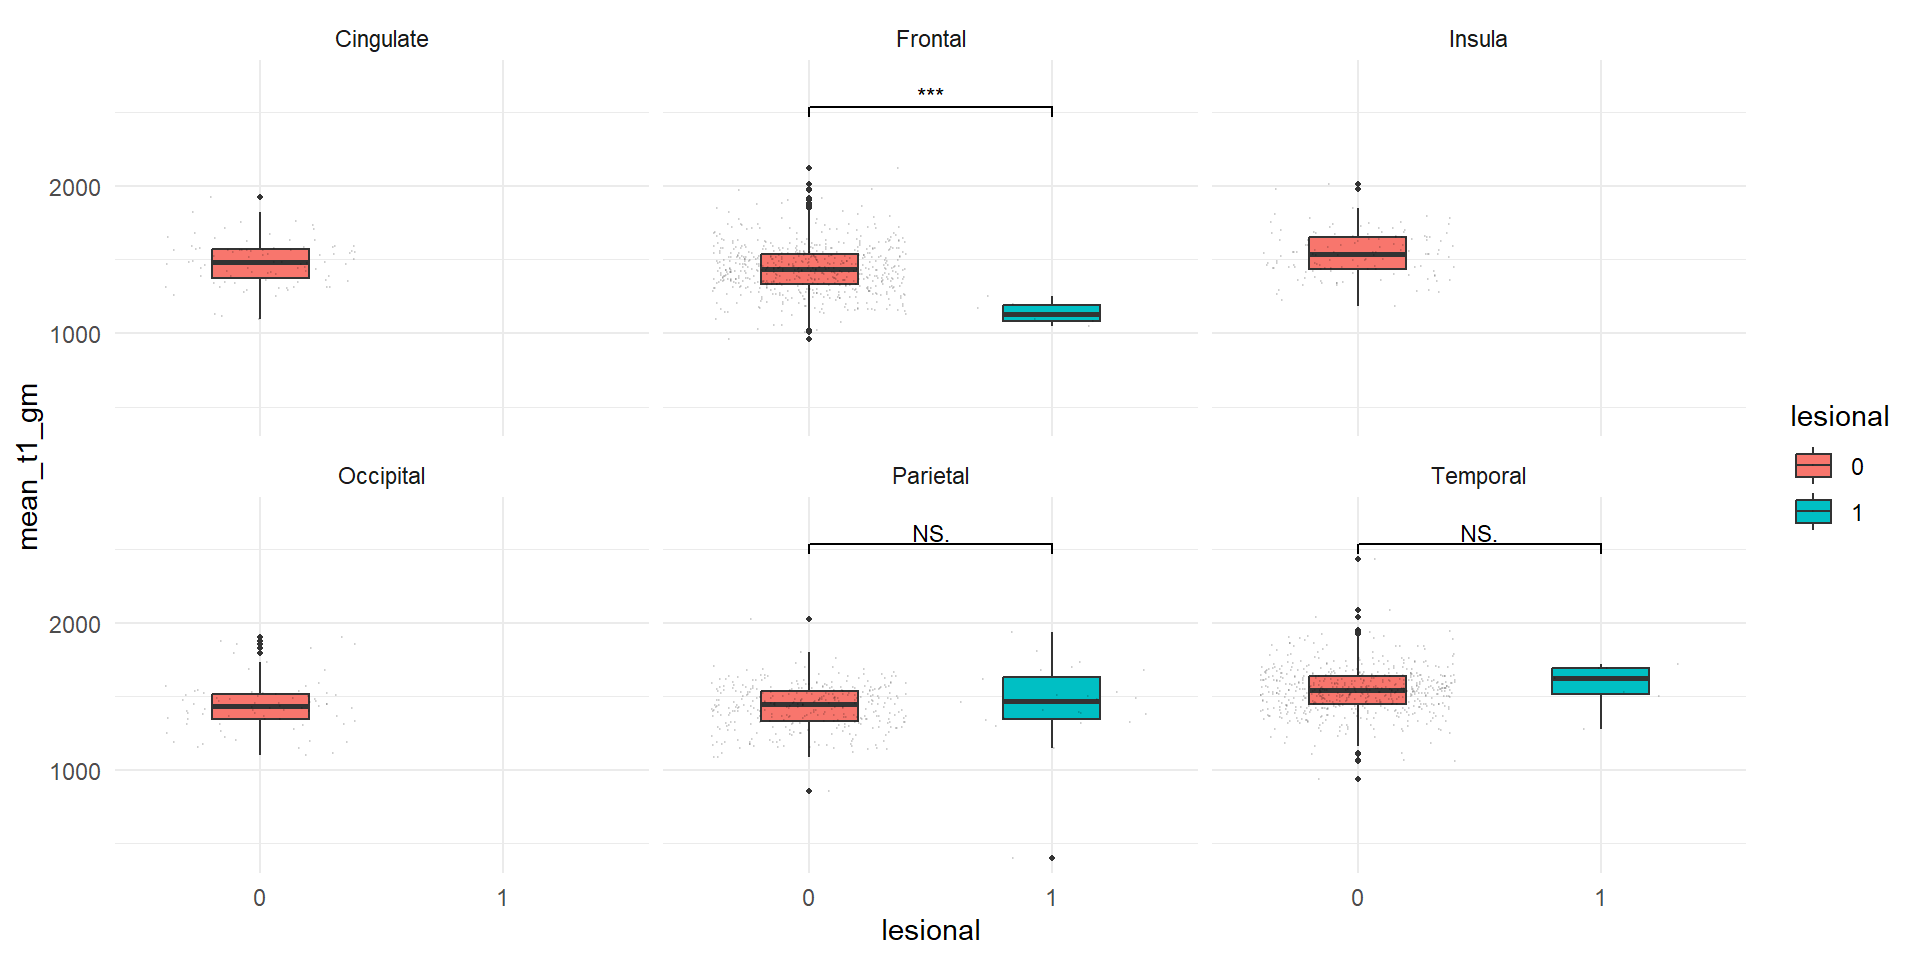 Cingulate
Frontal
Insula
***
2000
1000
Occipital
Parietal
Temporal
NS.
NS.
2000
1000
0
1
0
1
0
1
lesional
mean_t1_gm
lesional
0
1